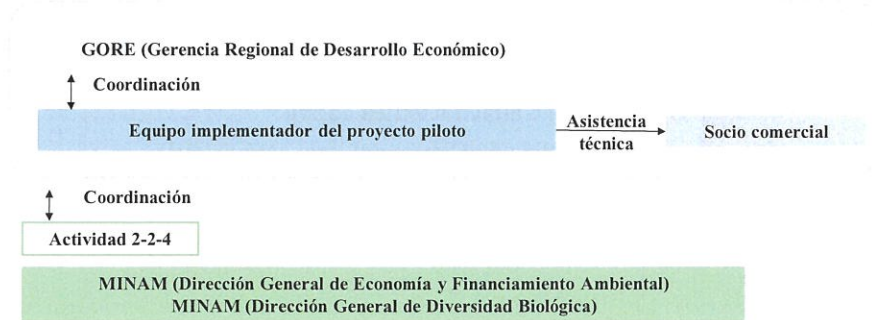 GORE (Gerencia Regional de Desarrollo Económico)
Coordinación
Equipo implementador del proyecto piloto
Asistencia
técnica
Socio comercial
Coordinación
Actividad 2-2-4
MINAM (Dirección General de Economía y Financiamiento Ambiental)
MINAM (Dirección General de Diversidad Biológica)